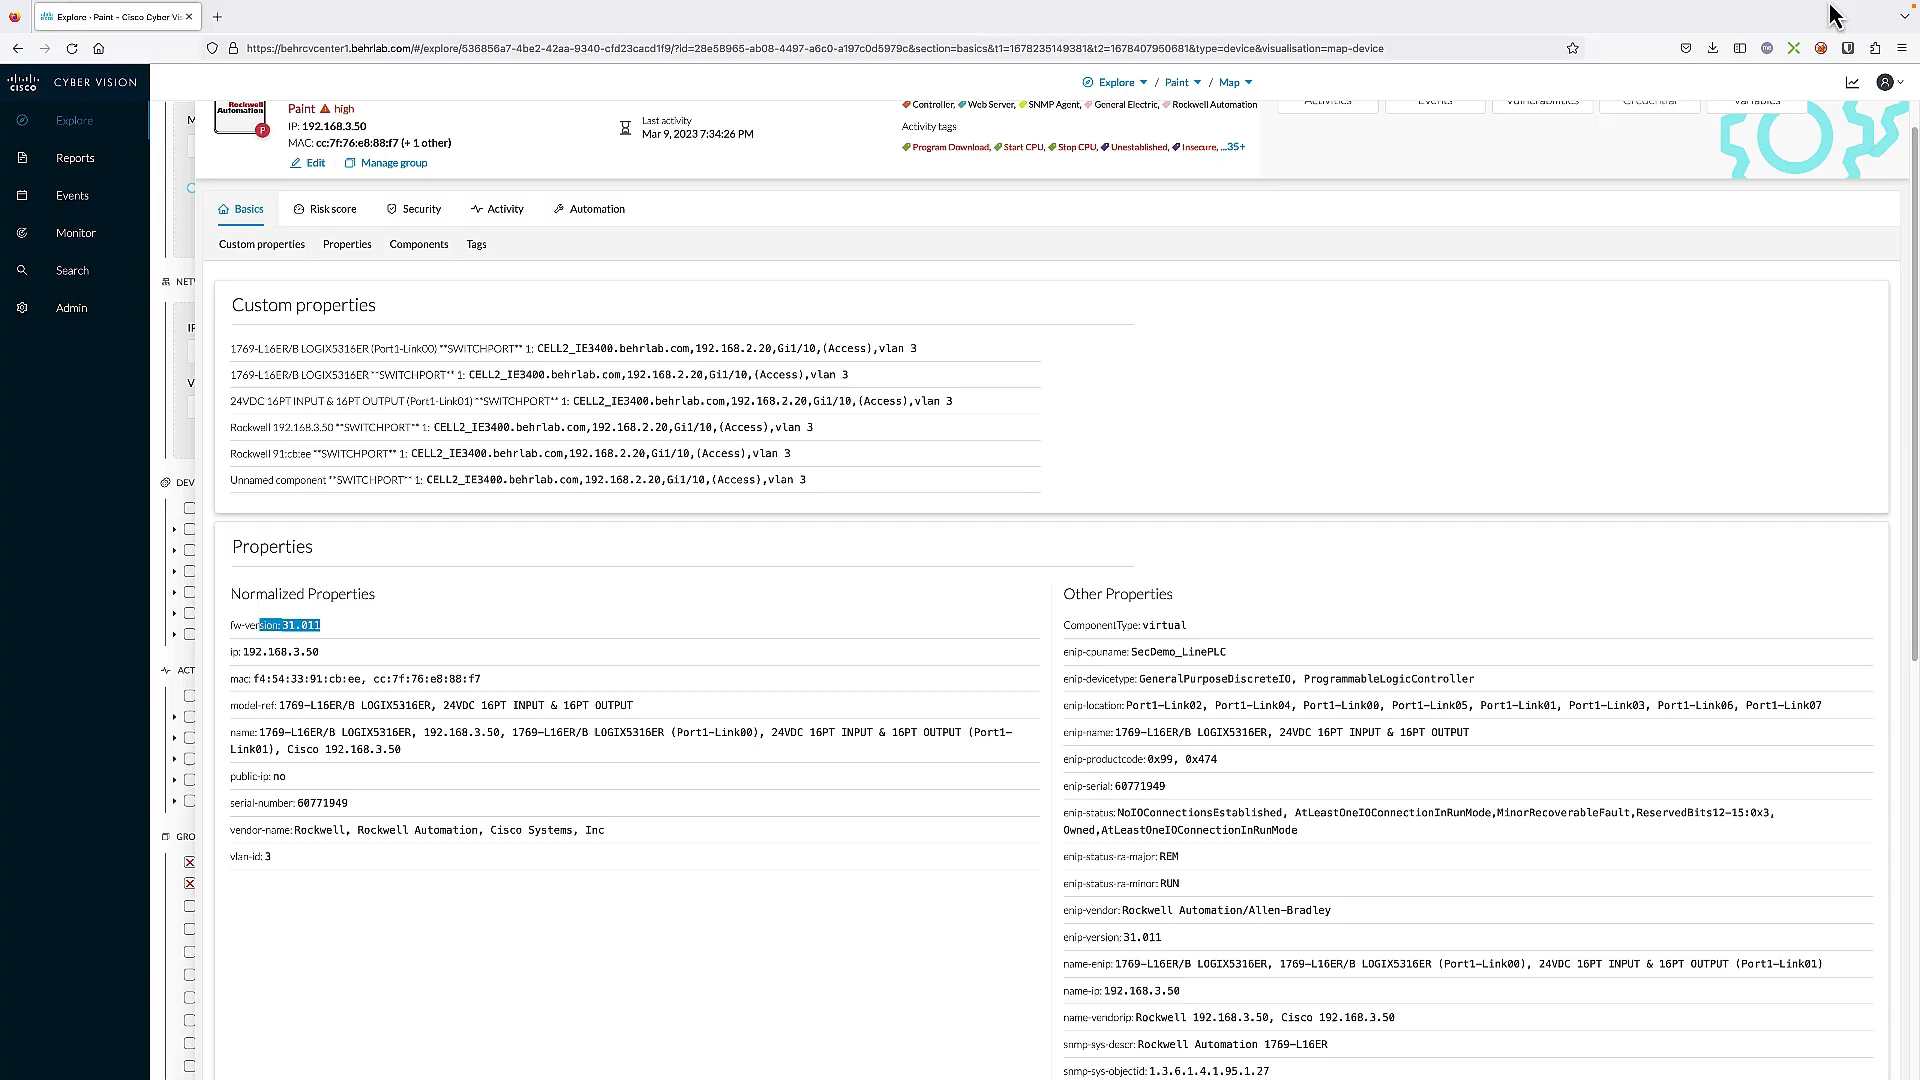 Explore · Paint - Cisco Cyber Vis
https://behrcvcenter1.behrlab.com/#/explore/536856a7-4be2-42aa-9340-cfd23cacd1f9/?id=28e58965-ab08-4497-a6c0-a197c0d5979c&section=basics&t1=1678235149381&t2=1678407950681&type=device&visualisation=map-device
cisco CYBER VISION
Explore / Paint / Map
Explore
Reports
Events
Monitor
Search
Admin
Rockwell Automation
P
Paint high
IP: 192.168.3.50
MAC: cc:7f:76:e8:88:f7 (+ 1 other)
Edit Manage group
Last activity
Mar 9, 2023 7:34:26 PM
Controller, Web Server, SNMP Agent, General Electric, Rockwell Automation
Activity tags
Program Download, Start CPU, Stop CPU, Unestablished, Insecure, ...35+
Activities Events Vulnerabilities Credential Variables
Basics Risk score Security Activity Automation
Custom properties Properties Components Tags
M
NETV
IF
V
DEV
ACT
GRO
Custom properties
1769-L16ER/B LOGIX5316ER (Port1-Link00) **SWITCHPORT** 1: CELL2_IE3400.behrlab.com,192.168.2.20,Gi1/10,(Access),vlan 3
1769-L16ER/B LOGIX5316ER **SWITCHPORT** 1: CELL2_IE3400.behrlab.com,192.168.2.20,Gi1/10,(Access),vlan 3
24VDC 16PT INPUT & 16PT OUTPUT (Port1-Link01) **SWITCHPORT** 1: CELL2_IE3400.behrlab.com,192.168.2.20,Gi1/10,(Access),vlan 3
Rockwell 192.168.3.50 **SWITCHPORT** 1: CELL2_IE3400.behrlab.com,192.168.2.20,Gi1/10,(Access),vlan 3
Rockwell 91:cb:ee **SWITCHPORT** 1: CELL2_IE3400.behrlab.com,192.168.2.20,Gi1/10,(Access),vlan 3
Unnamed component **SWITCHPORT** 1: CELL2_IE3400.behrlab.com,192.168.2.20,Gi1/10,(Access),vlan 3
Properties
Normalized Properties
fw-version: 31.011
ip: 192.168.3.50
mac: f4:54:33:91:cb:ee, cc:7f:76:e8:88:f7
model-ref: 1769-L16ER/B LOGIX5316ER, 24VDC 16PT INPUT & 16PT OUTPUT
name: 1769-L16ER/B LOGIX5316ER, 192.168.3.50, 1769-L16ER/B LOGIX5316ER (Port1-Link00), 24VDC 16PT INPUT & 16PT OUTPUT (Port1-
Link01), Cisco 192.168.3.50
public-ip: no
serial-number: 60771949
vendor-name: Rockwell, Rockwell Automation, Cisco Systems, Inc
vlan-id: 3
Other Properties
ComponentType: virtual
enip-cpuname: SecDemo_LinePLC
enip-devicetype: GeneralPurposeDiscreteIO, ProgrammableLogicController
enip-location: Port1-Link02, Port1-Link04, Port1-Link00, Port1-Link05, Port1-Link01, Port1-Link03, Port1-Link06, Port1-Link07
enip-name: 1769-L16ER/B LOGIX5316ER, 24VDC 16PT INPUT & 16PT OUTPUT
enip-productcode: 0x99, 0x474
enip-serial: 60771949
enip-status: NoIOConnectionsEstablished, AtLeastOneIOConnectionInRunMode,MinorRecoverableFault,ReservedBits12-15:0x3,
Owned,AtLeastOneIOConnectionInRunMode
enip-status-ra-major: REM
enip-status-ra-minor: RUN
enip-vendor: Rockwell Automation/Allen-Bradley
enip-version: 31.011
name-enip: 1769-L16ER/B LOGIX5316ER, 1769-L16ER/B LOGIX5316ER (Port1-Link00), 24VDC 16PT INPUT & 16PT OUTPUT (Port1-Link01)
name-ip: 192.168.3.50
name-vendorip: Rockwell 192.168.3.50, Cisco 192.168.3.50
snmp-sys-descr: Rockwell Automation 1769-L16ER
snmp-sys-objectid: 1.3.6.1.4.1.95.1.27